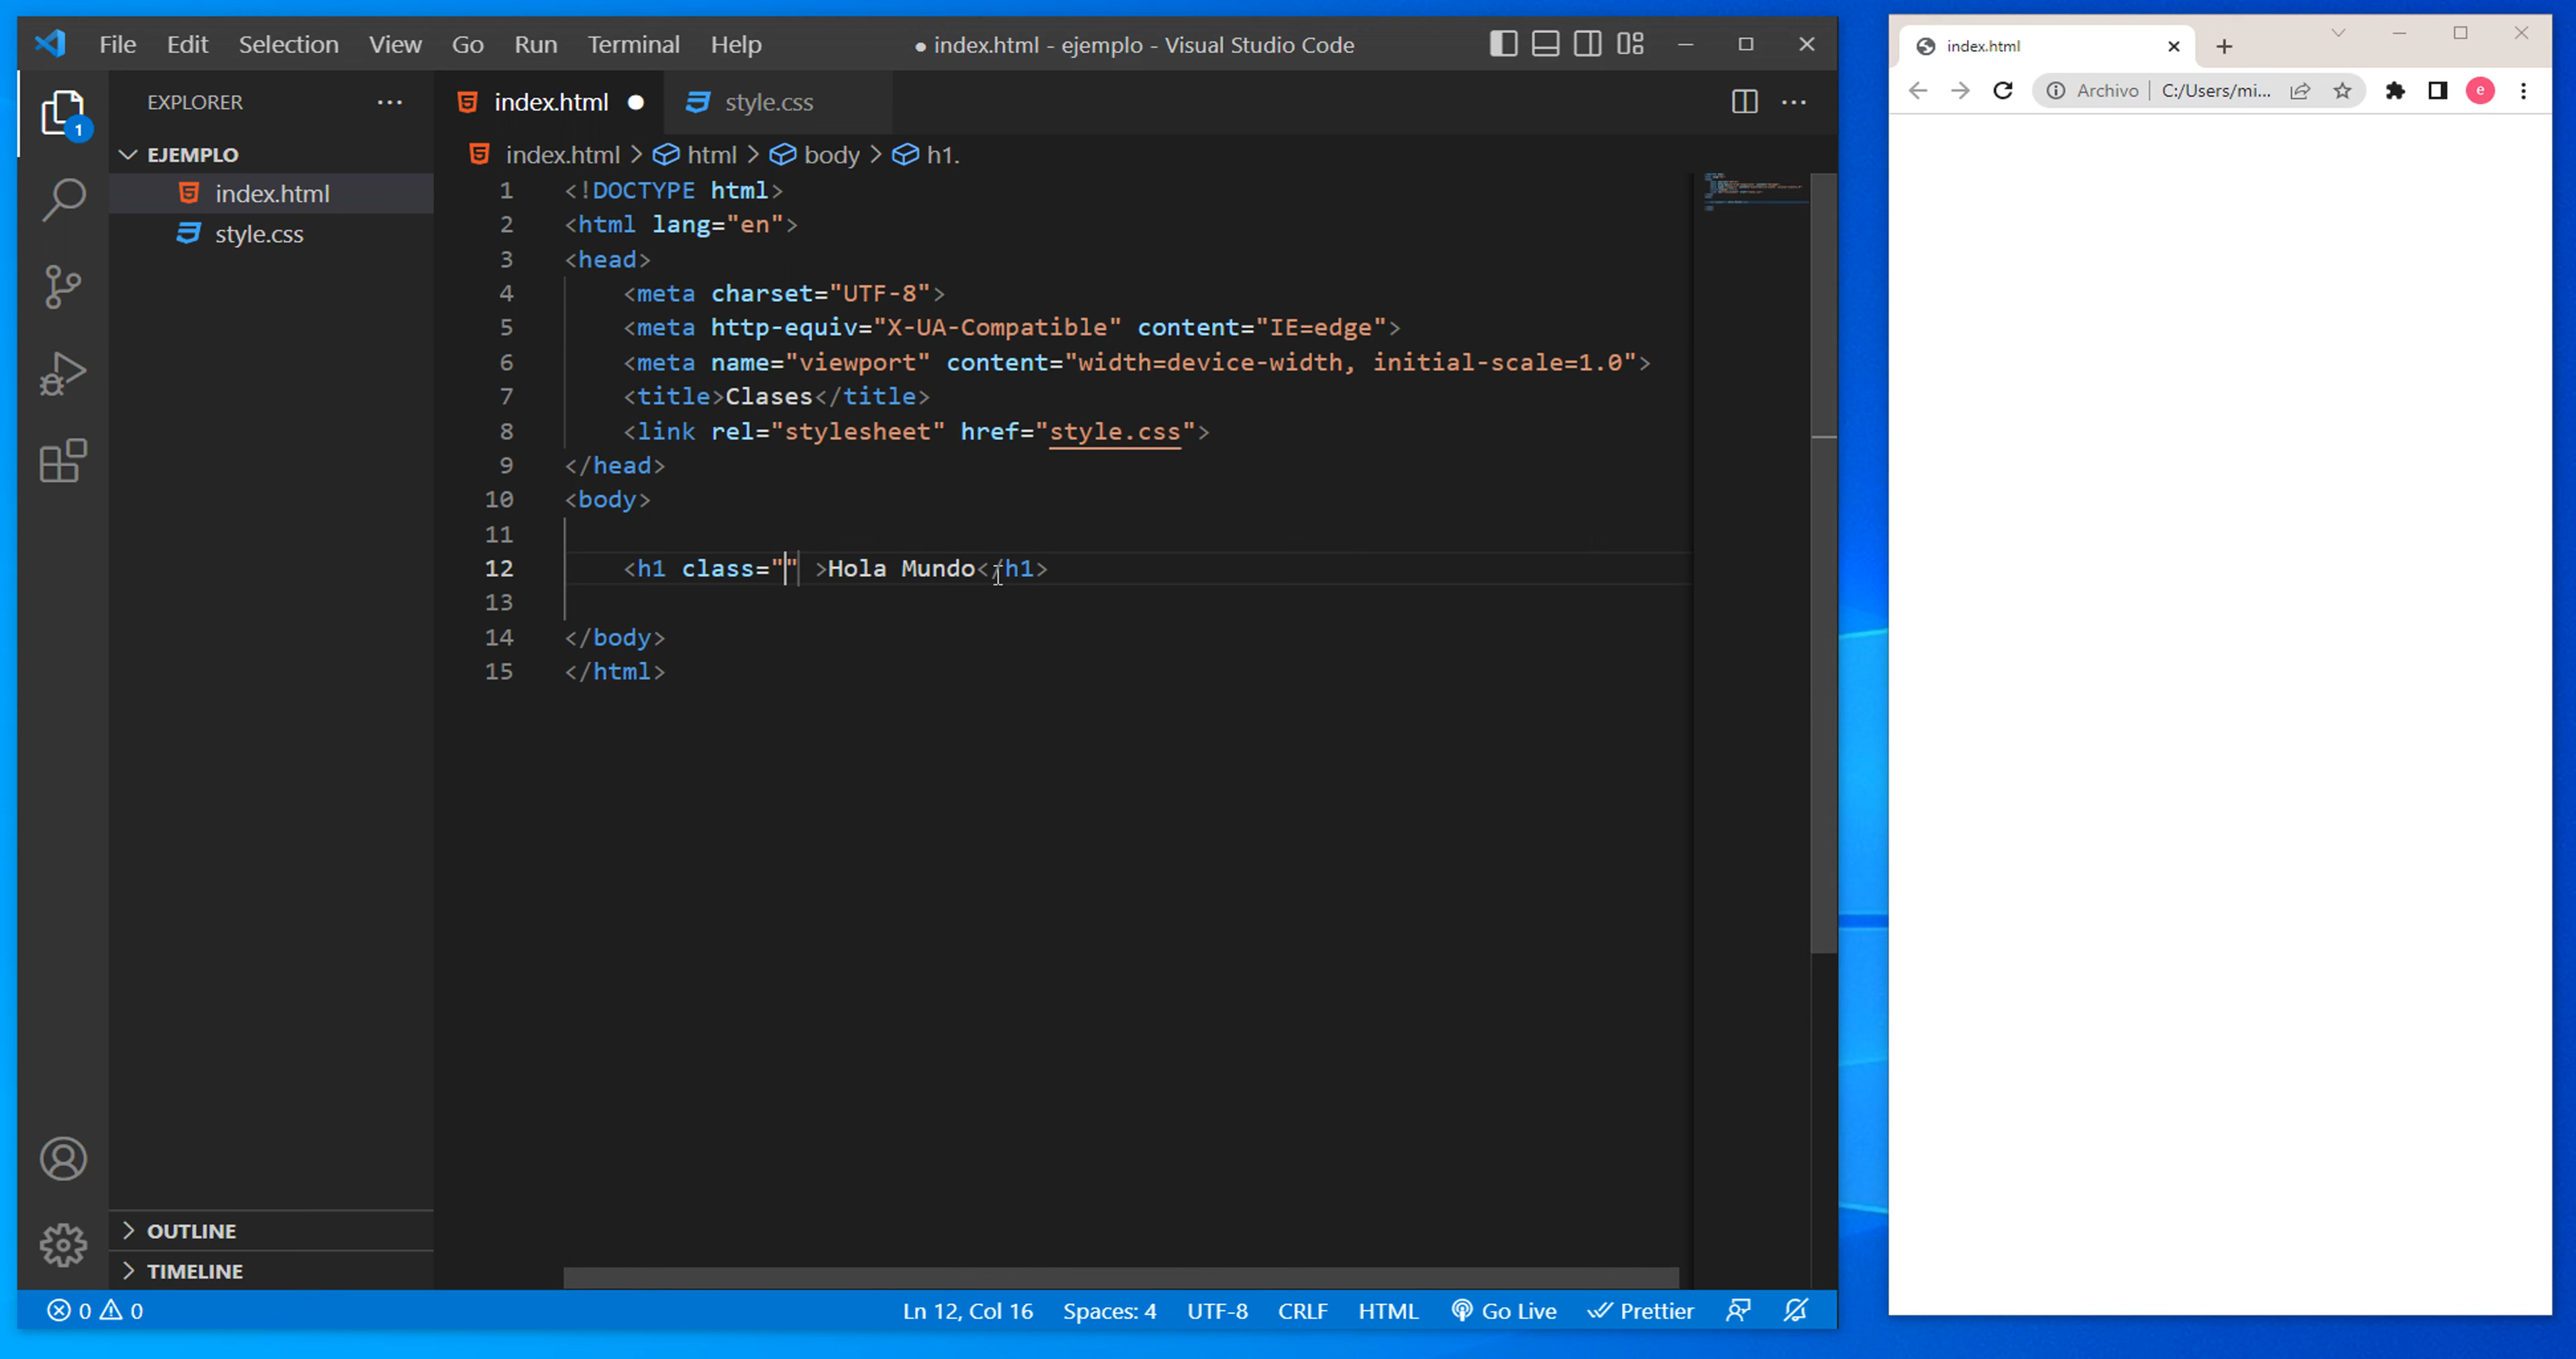 File Edit Selection View Go Run Terminal Help ● index.html - ejemplo - Visual Studio Code
EXPLORER ···
1
EJEMPLO
index.html
style.css
OUTLINE
TIMELINE
index.html ● style.css
index.html > html > body > h1.
1 <!DOCTYPE html>
2 <html lang="en">
3 <head>
4 <meta charset="UTF-8">
5 <meta http-equiv="X-UA-Compatible" content="IE=edge">
6 <meta name="viewport" content="width=device-width, initial-scale=1.0">
7 <title>Clases</title>
8 <link rel="stylesheet" href="style.css">
9 </head>
10 <body>
11
12 <h1 class="" >Hola Mundo</h1>
13
14 </body>
15 </html>
0 0 Ln 12, Col 16 Spaces: 4 UTF-8 CRLF HTML Go Live Prettier
index.html
Archivo C:/Users/mi... e